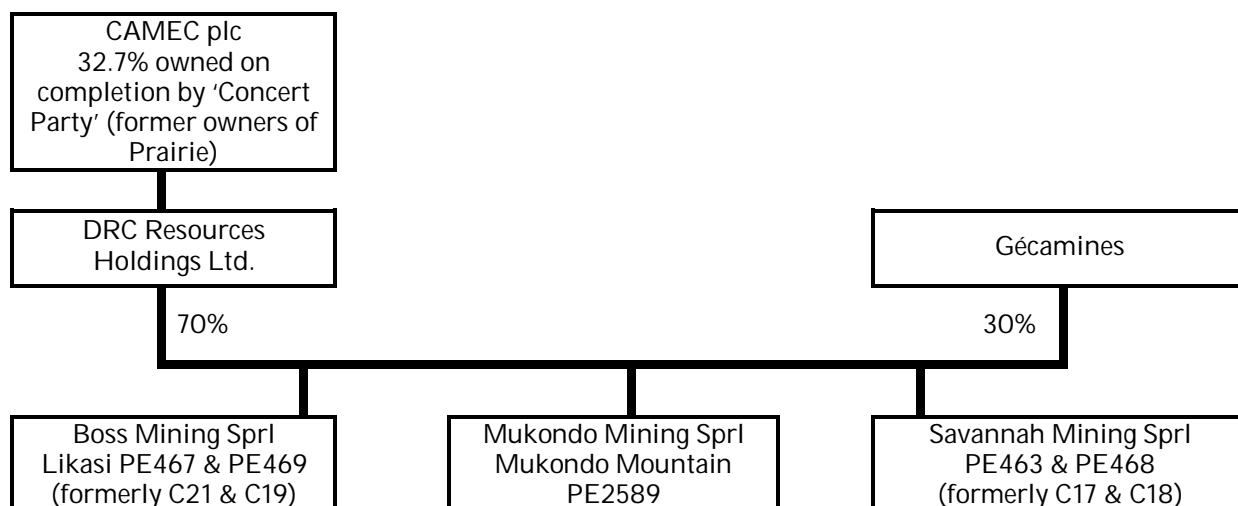 CAMEC plc
32.7% owned on
completion by ‘Concert
Party’ (former owners of
Prairie)
DRC Resources
Holdings Ltd.
Gécamines
70%
30%
Boss Mining Sprl
Likasi PE467 & PE469
(formerly C21 & C19)
Mukondo Mining Sprl
Mukondo Mountain
PE2589
Savannah Mining Sprl
PE463 & PE468
(formerly C17 & C18)